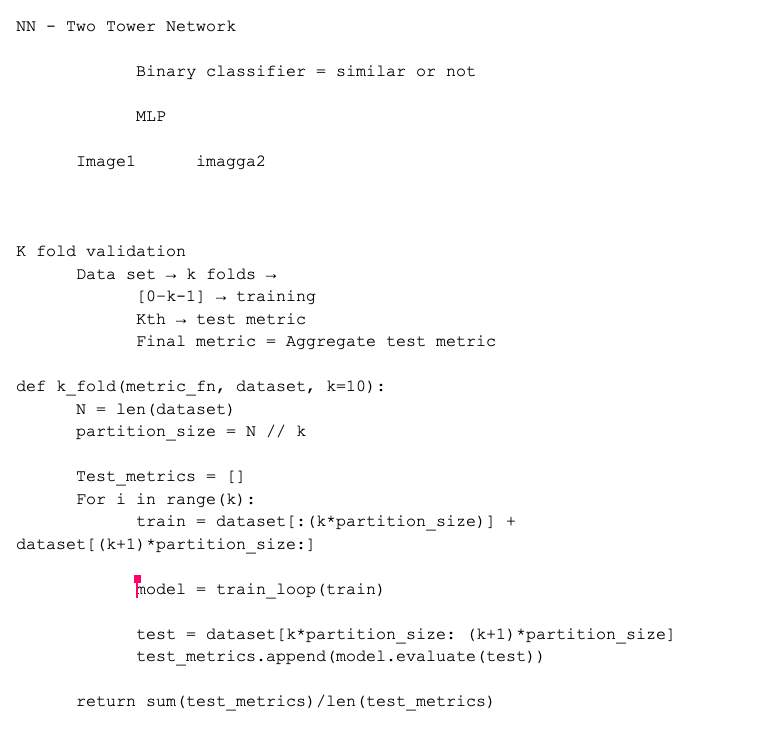 NN - Two Tower Network
Binary classifier = similar or not
MLP
Image1 imagga2
K fold validation
Data set → k folds →
[0-k-1] → training
Kth → test metric
Final metric = Aggregate test metric
def k_fold(metric_fn, dataset, k=10):
N = len(dataset)
partition_size = N // k
Test_metrics = []
For i in range(k):
train = dataset[:(k*partition_size)] +
dataset[(k+1)*partition_size:]
model = train_loop(train)
test = dataset[k*partition_size: (k+1)*partition_size]
test_metrics.append(model.evaluate(test))
return sum(test_metrics)/len(test_metrics)